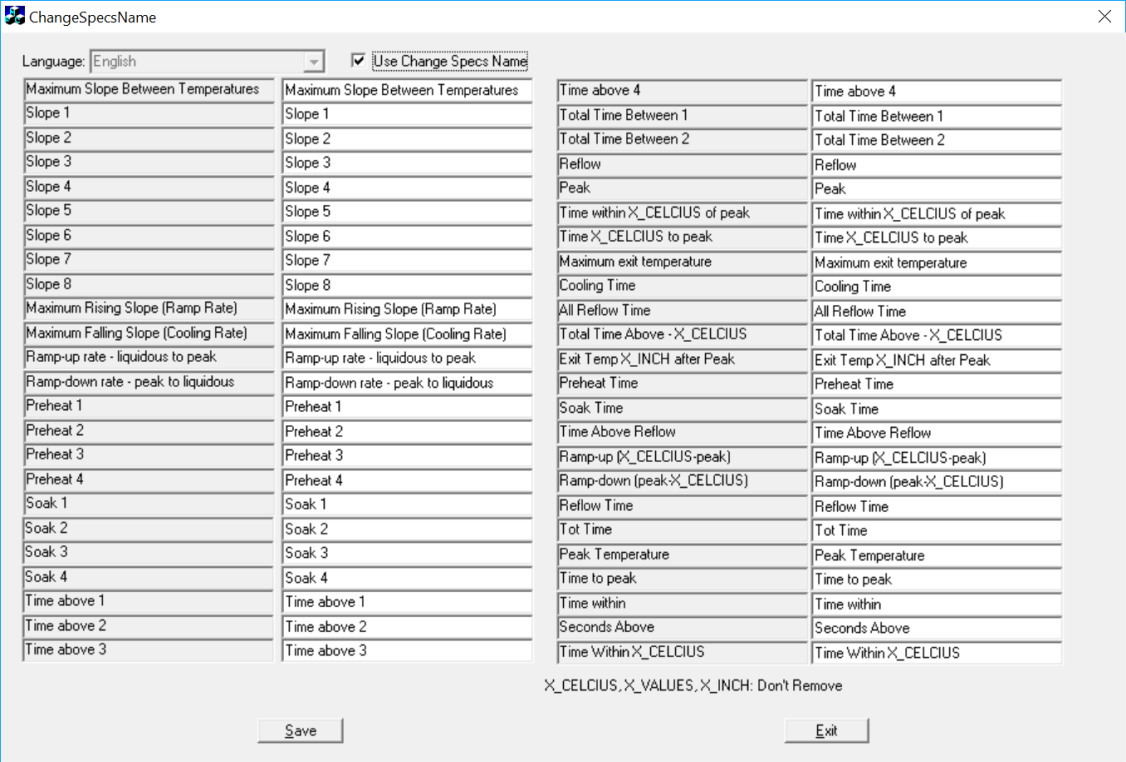 ChangeSpecsName
Language: English Use Change Specs Name
Maximum Slope Between Temperatures Maximum Slope Between Temperatures Time above 4 Time above 4
Slope 1 Slope 1 Total Time Between 1 Total Time Between 1
Slope 2 Slope 2 Total Time Between 2 Total Time Between 2
Slope 3 Slope 3 Reflow Reflow
Slope 4 Slope 4 Peak Peak
Slope 5 Slope 5 Time within X_CELCIUS of peak Time within X_CELCIUS of peak
Slope 6 Slope 6 Time X_CELCIUS to peak Time X_CELCIUS to peak
Slope 7 Slope 7 Maximum exit temperature Maximum exit temperature
Slope 8 Slope 8 Cooling Time Cooling Time
Maximum Rising Slope (Ramp Rate) Maximum Rising Slope (Ramp Rate) All Reflow Time All Reflow Time
Maximum Falling Slope (Cooling Rate) Maximum Falling Slope (Cooling Rate) Total Time Above - X_CELCIUS Total Time Above - X_CELCIUS
Ramp-up rate - liquidous to peak Ramp-up rate - liquidous to peak Exit Temp X_INCH after Peak Exit Temp X_INCH after Peak
Ramp-down rate - peak to liquidous Ramp-down rate - peak to liquidous Preheat Time Preheat Time
Preheat 1 Preheat 1 Soak Time Soak Time
Preheat 2 Preheat 2 Time Above Reflow Time Above Reflow
Preheat 3 Preheat 3 Ramp-up (X_CELCIUS-peak) Ramp-up (X_CELCIUS-peak)
Preheat 4 Preheat 4 Ramp-down (peak-X_CELCIUS) Ramp-down (peak-X_CELCIUS)
Soak 1 Soak 1 Reflow Time Reflow Time
Soak 2 Soak 2 Tot Time Tot Time
Soak 3 Soak 3 Peak Temperature Peak Temperature
Soak 4 Soak 4 Time to peak Time to peak
Time above 1 Time above 1 Time within Time within
Time above 2 Time above 2 Seconds Above Seconds Above
Time above 3 Time above 3 Time Within X_CELCIUS Time Within X_CELCIUS
X_CELCIUS, X_VALUES, X_INCH: Don't Remove
Save Exit